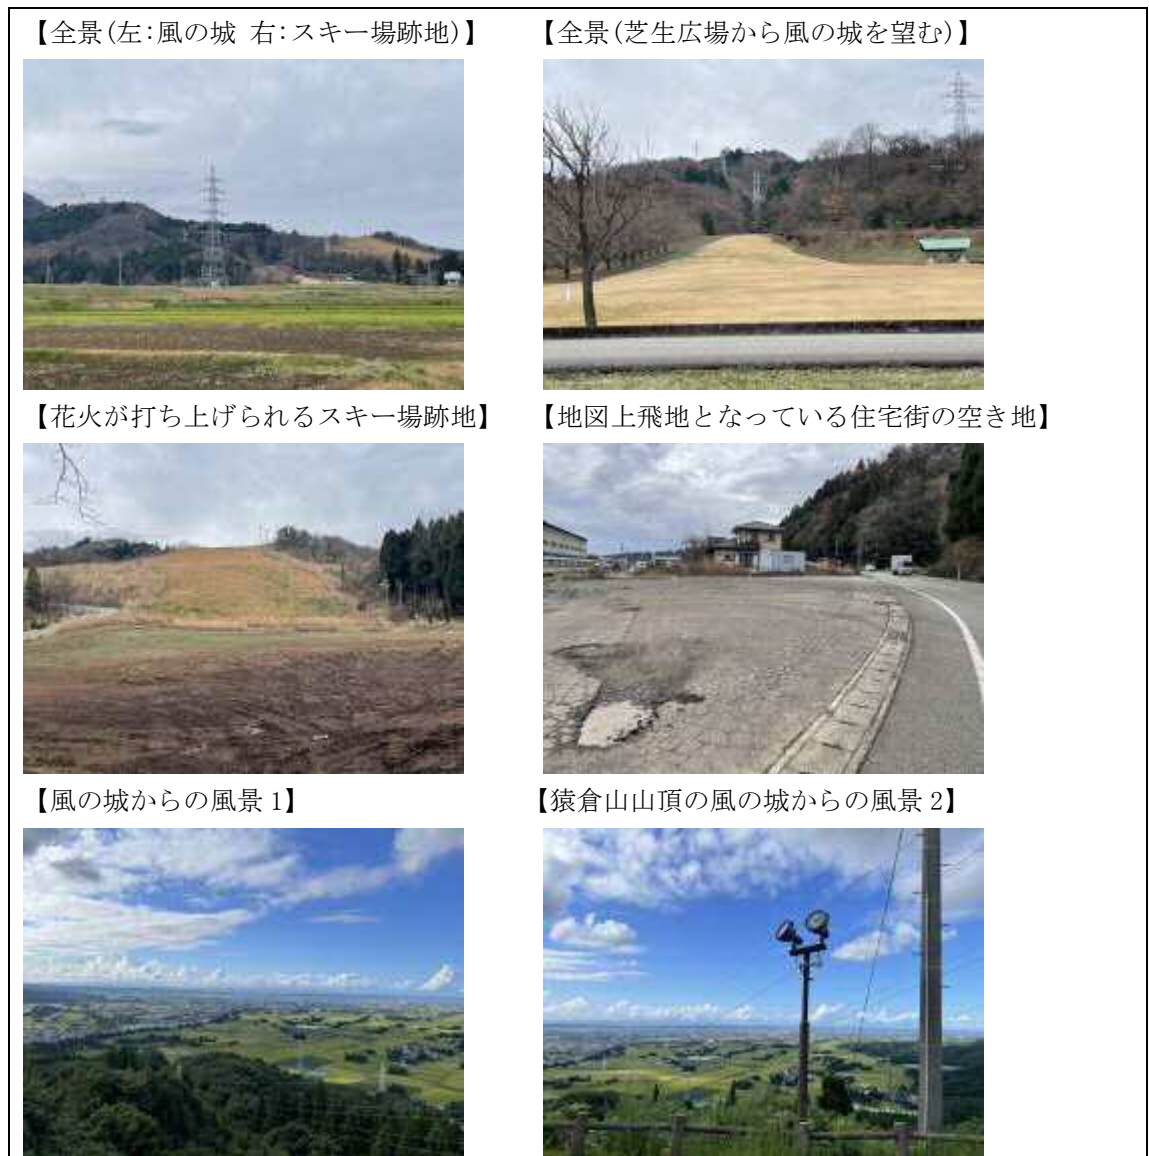 【全景(左:風の城 右:スキー場跡地)】
【全景(芝生広場から風の城を望む)】
【花火が打ち上げられるスキー場跡地】
【地図上飛地となっている住宅街の空き地】
【風の城からの風景 1】
【猿倉山山頂の風の城からの風景 2】